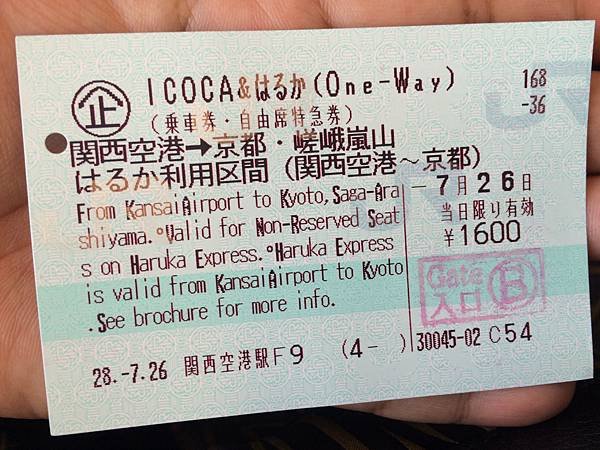 企 ICOCA&はるか(One-Way) 168
(乗車券・自由席特急券) -36
関西空港→京都・嵯峨嵐山
はるか利用区間(関西空港~京都)
From KansaiAirport to Kyoto,Saga-Ara
shiyama.°Valid for Non-Reserved Seat
s on Haruka Express.°Haruka Express
is valid from KansaiAirport to Kyoto
.See brochure for more info.
-7月26日
当日限り有効
¥1600
Gate
入口 B
28.-7.26 関西空港駅F9 (4- ) 30045-02 C54